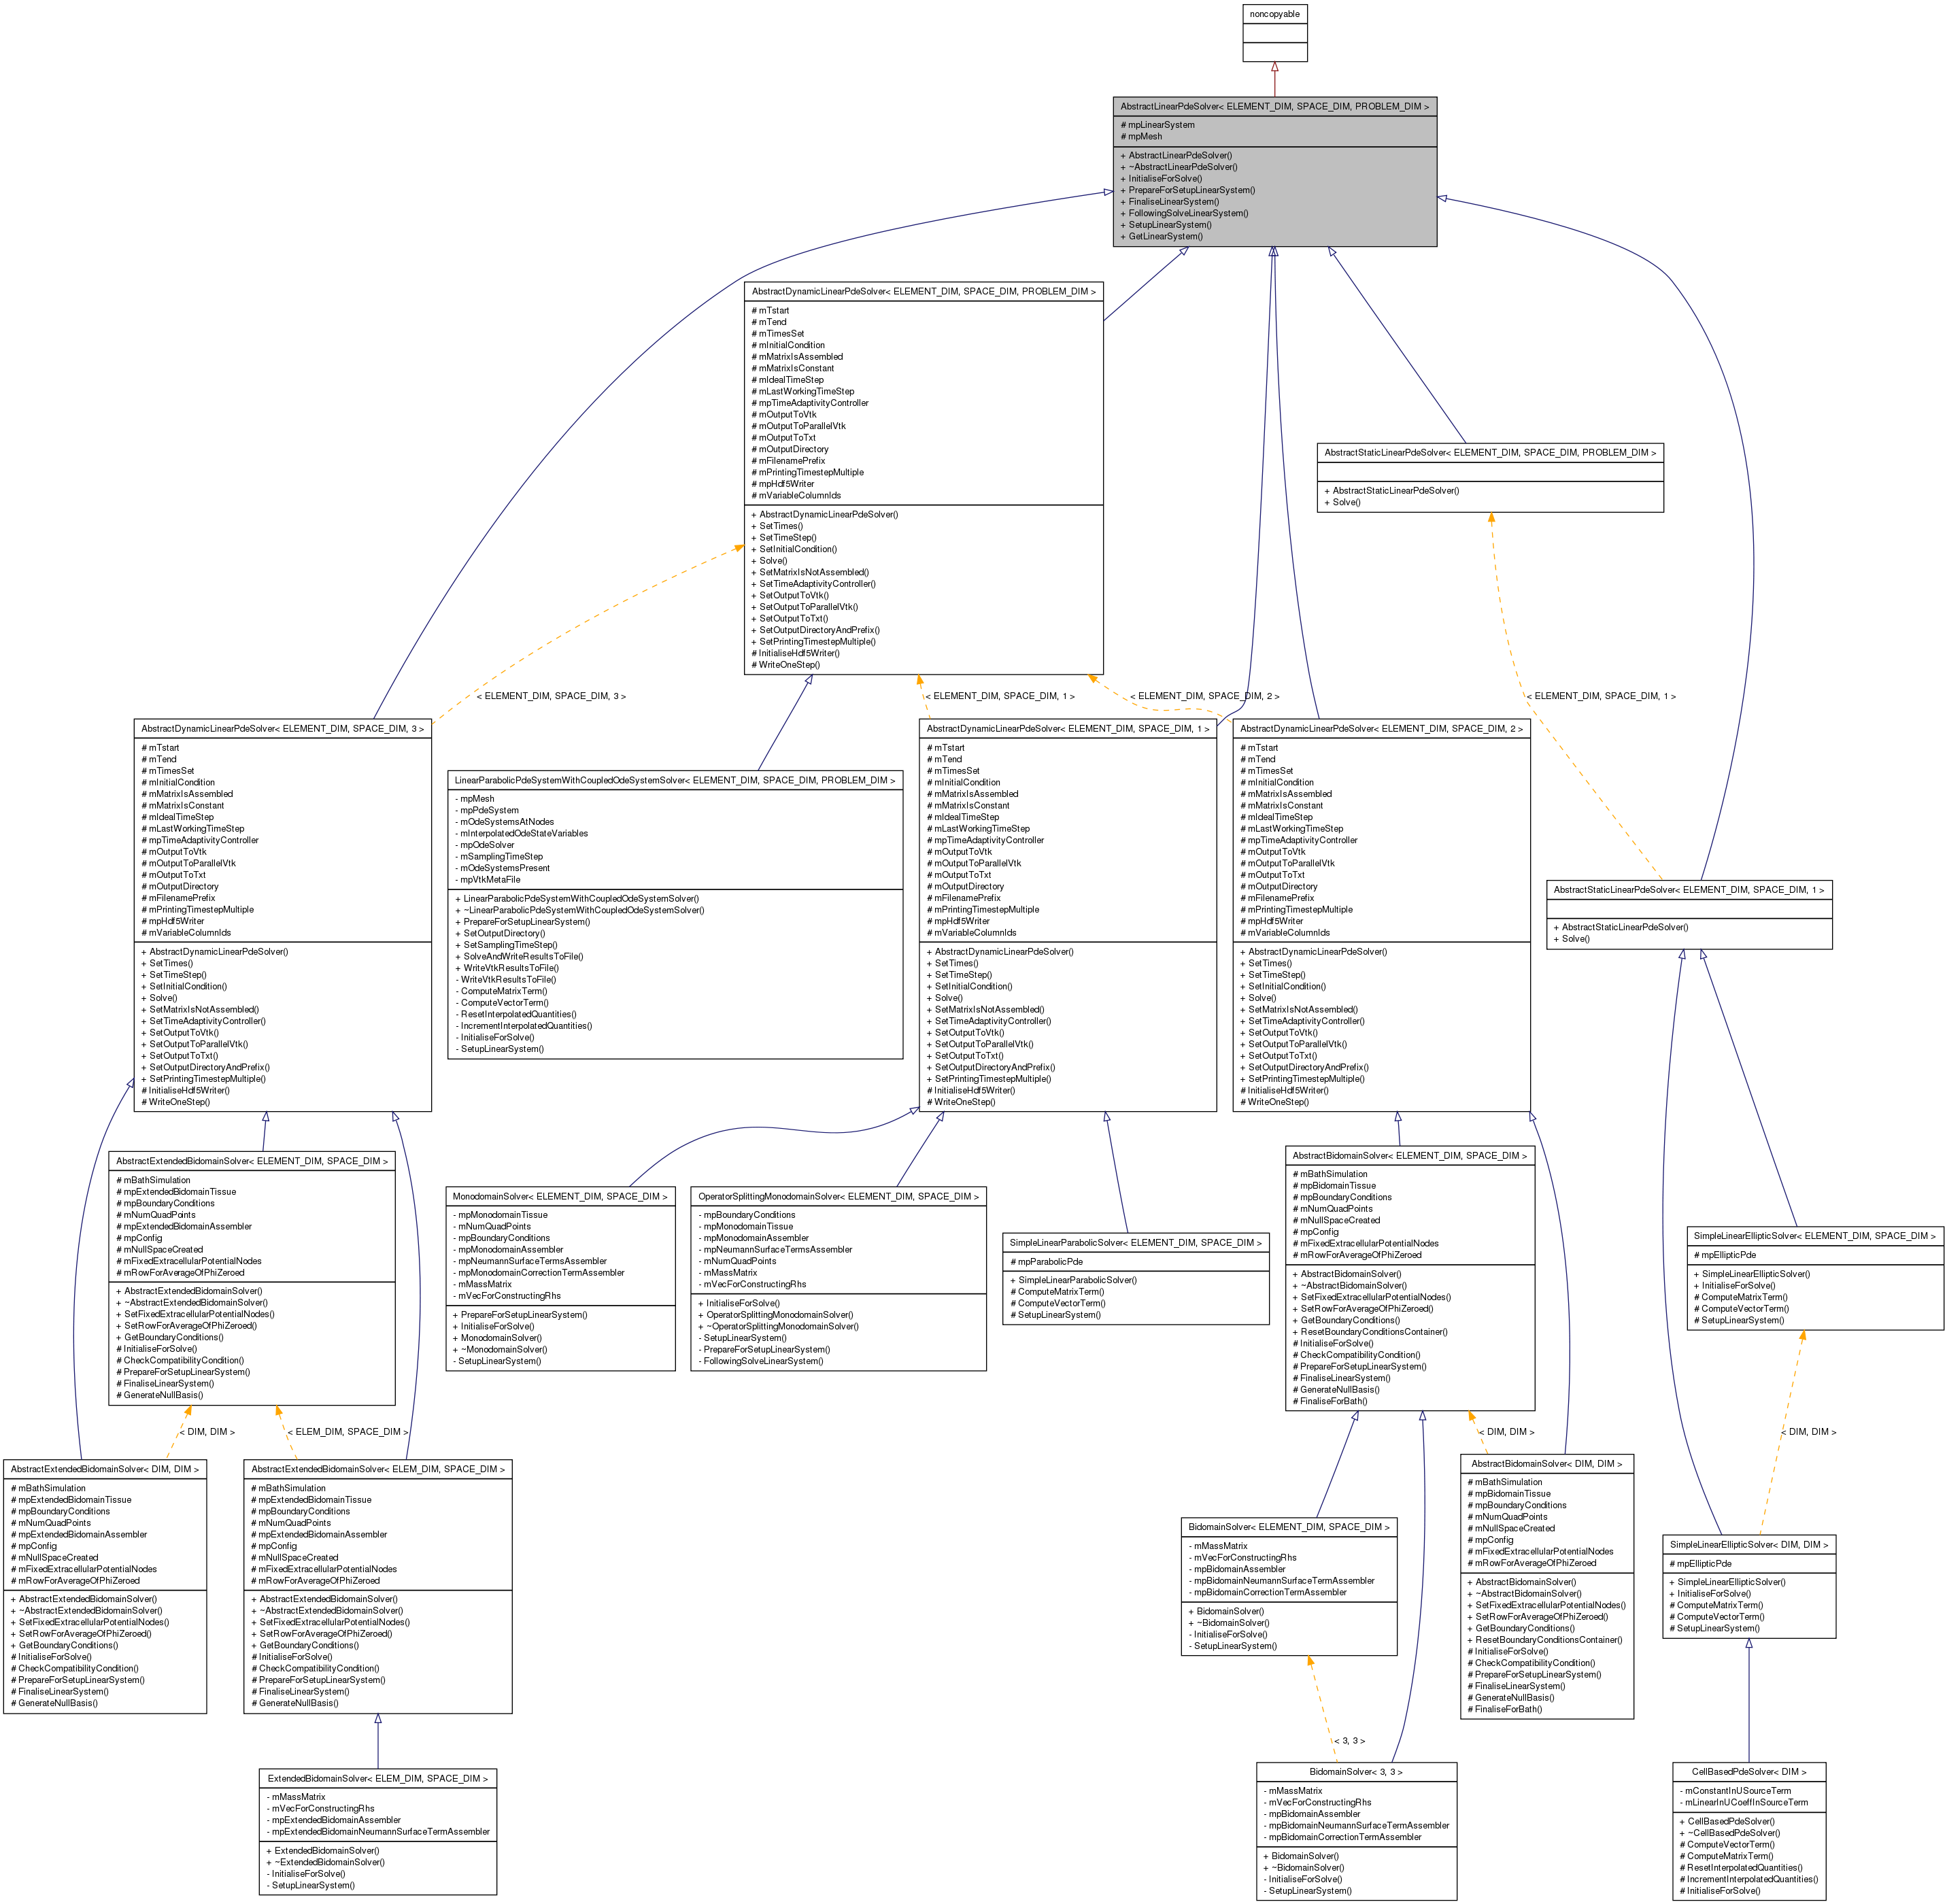 noncopyable
AbstractLinearPdeSolver< ELEMENT_DIM, SPACE_DIM, PROBLEM_DIM >
# mpLinearSystem
# mpMesh
+ AbstractLinearPdeSolver()
+ ~AbstractLinearPdeSolver()
+ InitialiseForSolve()
+ PrepareForSetupLinearSystem()
+ FinaliseLinearSystem()
+ FollowingSolveLinearSystem()
+ SetupLinearSystem()
+ GetLinearSystem()
AbstractDynamicLinearPdeSolver< ELEMENT_DIM, SPACE_DIM, PROBLEM_DIM >
# mTstart
# mTend
# mTimesSet
# mInitialCondition
# mMatrixIsAssembled
# mMatrixIsConstant
# mIdealTimeStep
# mLastWorkingTimeStep
# mpTimeAdaptivityController
# mOutputToVtk
# mOutputToParallelVtk
# mOutputToTxt
# mOutputDirectory
# mFilenamePrefix
# mPrintingTimestepMultiple
# mpHdf5Writer
# mVariableColumnIds
+ AbstractDynamicLinearPdeSolver()
+ SetTimes()
+ SetTimeStep()
+ SetInitialCondition()
+ Solve()
+ SetMatrixIsNotAssembled()
+ SetTimeAdaptivityController()
+ SetOutputToVtk()
+ SetOutputToParallelVtk()
+ SetOutputToTxt()
+ SetOutputDirectoryAndPrefix()
+ SetPrintingTimestepMultiple()
# InitialiseHdf5Writer()
# WriteOneStep()
AbstractStaticLinearPdeSolver< ELEMENT_DIM, SPACE_DIM, PROBLEM_DIM >
+ AbstractStaticLinearPdeSolver()
+ Solve()
< ELEMENT_DIM, SPACE_DIM, 3 >
< ELEMENT_DIM, SPACE_DIM, 1 >
< ELEMENT_DIM, SPACE_DIM, 2 >
< ELEMENT_DIM, SPACE_DIM, 1 >
AbstractDynamicLinearPdeSolver< ELEMENT_DIM, SPACE_DIM, 3 >
# mTstart
# mTend
# mTimesSet
# mInitialCondition
# mMatrixIsAssembled
# mMatrixIsConstant
# mIdealTimeStep
# mLastWorkingTimeStep
# mpTimeAdaptivityController
# mOutputToVtk
# mOutputToParallelVtk
# mOutputToTxt
# mOutputDirectory
# mFilenamePrefix
# mPrintingTimestepMultiple
# mpHdf5Writer
# mVariableColumnIds
+ AbstractDynamicLinearPdeSolver()
+ SetTimes()
+ SetTimeStep()
+ SetInitialCondition()
+ Solve()
+ SetMatrixIsNotAssembled()
+ SetTimeAdaptivityController()
+ SetOutputToVtk()
+ SetOutputToParallelVtk()
+ SetOutputToTxt()
+ SetOutputDirectoryAndPrefix()
+ SetPrintingTimestepMultiple()
# InitialiseHdf5Writer()
# WriteOneStep()
LinearParabolicPdeSystemWithCoupledOdeSystemSolver< ELEMENT_DIM, SPACE_DIM, PROBLEM_DIM >
- mpMesh
- mpPdeSystem
- mOdeSystemsAtNodes
- mInterpolatedOdeStateVariables
- mpOdeSolver
- mSamplingTimeStep
- mOdeSystemsPresent
- mpVtkMetaFile
+ LinearParabolicPdeSystemWithCoupledOdeSystemSolver()
+ ~LinearParabolicPdeSystemWithCoupledOdeSystemSolver()
+ PrepareForSetupLinearSystem()
+ SetOutputDirectory()
+ SetSamplingTimeStep()
+ SolveAndWriteResultsToFile()
+ WriteVtkResultsToFile()
- WriteVtkResultsToFile()
- ComputeMatrixTerm()
- ComputeVectorTerm()
- ResetInterpolatedQuantities()
- IncrementInterpolatedQuantities()
- InitialiseForSolve()
- SetupLinearSystem()
AbstractDynamicLinearPdeSolver< ELEMENT_DIM, SPACE_DIM, 1 >
# mTstart
# mTend
# mTimesSet
# mInitialCondition
# mMatrixIsAssembled
# mMatrixIsConstant
# mIdealTimeStep
# mLastWorkingTimeStep
# mpTimeAdaptivityController
# mOutputToVtk
# mOutputToParallelVtk
# mOutputToTxt
# mOutputDirectory
# mFilenamePrefix
# mPrintingTimestepMultiple
# mpHdf5Writer
# mVariableColumnIds
+ AbstractDynamicLinearPdeSolver()
+ SetTimes()
+ SetTimeStep()
+ SetInitialCondition()
+ Solve()
+ SetMatrixIsNotAssembled()
+ SetTimeAdaptivityController()
+ SetOutputToVtk()
+ SetOutputToParallelVtk()
+ SetOutputToTxt()
+ SetOutputDirectoryAndPrefix()
+ SetPrintingTimestepMultiple()
# InitialiseHdf5Writer()
# WriteOneStep()
AbstractDynamicLinearPdeSolver< ELEMENT_DIM, SPACE_DIM, 2 >
# mTstart
# mTend
# mTimesSet
# mInitialCondition
# mMatrixIsAssembled
# mMatrixIsConstant
# mIdealTimeStep
# mLastWorkingTimeStep
# mpTimeAdaptivityController
# mOutputToVtk
# mOutputToParallelVtk
# mOutputToTxt
# mOutputDirectory
# mFilenamePrefix
# mPrintingTimestepMultiple
# mpHdf5Writer
# mVariableColumnIds
+ AbstractDynamicLinearPdeSolver()
+ SetTimes()
+ SetTimeStep()
+ SetInitialCondition()
+ Solve()
+ SetMatrixIsNotAssembled()
+ SetTimeAdaptivityController()
+ SetOutputToVtk()
+ SetOutputToParallelVtk()
+ SetOutputToTxt()
+ SetOutputDirectoryAndPrefix()
+ SetPrintingTimestepMultiple()
# InitialiseHdf5Writer()
# WriteOneStep()
AbstractStaticLinearPdeSolver< ELEMENT_DIM, SPACE_DIM, 1 >
+ AbstractStaticLinearPdeSolver()
+ Solve()
AbstractExtendedBidomainSolver< ELEMENT_DIM, SPACE_DIM >
# mBathSimulation
# mpExtendedBidomainTissue
# mpBoundaryConditions
# mNumQuadPoints
# mpExtendedBidomainAssembler
# mpConfig
# mNullSpaceCreated
# mFixedExtracellularPotentialNodes
# mRowForAverageOfPhiZeroed
+ AbstractExtendedBidomainSolver()
+ ~AbstractExtendedBidomainSolver()
+ SetFixedExtracellularPotentialNodes()
+ SetRowForAverageOfPhiZeroed()
+ GetBoundaryConditions()
# InitialiseForSolve()
# CheckCompatibilityCondition()
# PrepareForSetupLinearSystem()
# FinaliseLinearSystem()
# GenerateNullBasis()
MonodomainSolver< ELEMENT_DIM, SPACE_DIM >
- mpMonodomainTissue
- mNumQuadPoints
- mpBoundaryConditions
- mpMonodomainAssembler
- mpNeumannSurfaceTermsAssembler
- mpMonodomainCorrectionTermAssembler
- mMassMatrix
- mVecForConstructingRhs
+ PrepareForSetupLinearSystem()
+ InitialiseForSolve()
+ MonodomainSolver()
+ ~MonodomainSolver()
- SetupLinearSystem()
OperatorSplittingMonodomainSolver< ELEMENT_DIM, SPACE_DIM >
- mpBoundaryConditions
- mpMonodomainTissue
- mpMonodomainAssembler
- mpNeumannSurfaceTermsAssembler
- mNumQuadPoints
- mMassMatrix
- mVecForConstructingRhs
+ InitialiseForSolve()
+ OperatorSplittingMonodomainSolver()
+ ~OperatorSplittingMonodomainSolver()
- SetupLinearSystem()
- PrepareForSetupLinearSystem()
- FollowingSolveLinearSystem()
SimpleLinearParabolicSolver< ELEMENT_DIM, SPACE_DIM >
# mpParabolicPde
+ SimpleLinearParabolicSolver()
# ComputeMatrixTerm()
# ComputeVectorTerm()
# SetupLinearSystem()
AbstractBidomainSolver< ELEMENT_DIM, SPACE_DIM >
# mBathSimulation
# mpBidomainTissue
# mpBoundaryConditions
# mNumQuadPoints
# mNullSpaceCreated
# mpConfig
# mFixedExtracellularPotentialNodes
# mRowForAverageOfPhiZeroed
+ AbstractBidomainSolver()
+ ~AbstractBidomainSolver()
+ SetFixedExtracellularPotentialNodes()
+ SetRowForAverageOfPhiZeroed()
+ GetBoundaryConditions()
+ ResetBoundaryConditionsContainer()
# InitialiseForSolve()
# CheckCompatibilityCondition()
# PrepareForSetupLinearSystem()
# FinaliseLinearSystem()
# GenerateNullBasis()
# FinaliseForBath()
SimpleLinearEllipticSolver< ELEMENT_DIM, SPACE_DIM >
# mpEllipticPde
+ SimpleLinearEllipticSolver()
+ InitialiseForSolve()
# ComputeMatrixTerm()
# ComputeVectorTerm()
# SetupLinearSystem()
< DIM, DIM >
< ELEM_DIM, SPACE_DIM >
< DIM, DIM >
< DIM, DIM >
AbstractExtendedBidomainSolver< DIM, DIM >
# mBathSimulation
# mpExtendedBidomainTissue
# mpBoundaryConditions
# mNumQuadPoints
# mpExtendedBidomainAssembler
# mpConfig
# mNullSpaceCreated
# mFixedExtracellularPotentialNodes
# mRowForAverageOfPhiZeroed
+ AbstractExtendedBidomainSolver()
+ ~AbstractExtendedBidomainSolver()
+ SetFixedExtracellularPotentialNodes()
+ SetRowForAverageOfPhiZeroed()
+ GetBoundaryConditions()
# InitialiseForSolve()
# CheckCompatibilityCondition()
# PrepareForSetupLinearSystem()
# FinaliseLinearSystem()
# GenerateNullBasis()
AbstractExtendedBidomainSolver< ELEM_DIM, SPACE_DIM >
# mBathSimulation
# mpExtendedBidomainTissue
# mpBoundaryConditions
# mNumQuadPoints
# mpExtendedBidomainAssembler
# mpConfig
# mNullSpaceCreated
# mFixedExtracellularPotentialNodes
# mRowForAverageOfPhiZeroed
+ AbstractExtendedBidomainSolver()
+ ~AbstractExtendedBidomainSolver()
+ SetFixedExtracellularPotentialNodes()
+ SetRowForAverageOfPhiZeroed()
+ GetBoundaryConditions()
# InitialiseForSolve()
# CheckCompatibilityCondition()
# PrepareForSetupLinearSystem()
# FinaliseLinearSystem()
# GenerateNullBasis()
BidomainSolver< ELEMENT_DIM, SPACE_DIM >
- mMassMatrix
- mVecForConstructingRhs
- mpBidomainAssembler
- mpBidomainNeumannSurfaceTermAssembler
- mpBidomainCorrectionTermAssembler
+ BidomainSolver()
+ ~BidomainSolver()
- InitialiseForSolve()
- SetupLinearSystem()
AbstractBidomainSolver< DIM, DIM >
# mBathSimulation
# mpBidomainTissue
# mpBoundaryConditions
# mNumQuadPoints
# mNullSpaceCreated
# mpConfig
# mFixedExtracellularPotentialNodes
# mRowForAverageOfPhiZeroed
+ AbstractBidomainSolver()
+ ~AbstractBidomainSolver()
+ SetFixedExtracellularPotentialNodes()
+ SetRowForAverageOfPhiZeroed()
+ GetBoundaryConditions()
+ ResetBoundaryConditionsContainer()
# InitialiseForSolve()
# CheckCompatibilityCondition()
# PrepareForSetupLinearSystem()
# FinaliseLinearSystem()
# GenerateNullBasis()
# FinaliseForBath()
SimpleLinearEllipticSolver< DIM, DIM >
# mpEllipticPde
+ SimpleLinearEllipticSolver()
+ InitialiseForSolve()
# ComputeMatrixTerm()
# ComputeVectorTerm()
# SetupLinearSystem()
< 3, 3 >
ExtendedBidomainSolver< ELEM_DIM, SPACE_DIM >
- mMassMatrix
- mVecForConstructingRhs
- mpExtendedBidomainAssembler
- mpExtendedBidomainNeumannSurfaceTermAssembler
+ ExtendedBidomainSolver()
+ ~ExtendedBidomainSolver()
- InitialiseForSolve()
- SetupLinearSystem()
BidomainSolver< 3, 3 >
- mMassMatrix
- mVecForConstructingRhs
- mpBidomainAssembler
- mpBidomainNeumannSurfaceTermAssembler
- mpBidomainCorrectionTermAssembler
+ BidomainSolver()
+ ~BidomainSolver()
- InitialiseForSolve()
- SetupLinearSystem()
CellBasedPdeSolver< DIM >
- mConstantInUSourceTerm
- mLinearInUCoeffInSourceTerm
+ CellBasedPdeSolver()
+ ~CellBasedPdeSolver()
# ComputeVectorTerm()
# ComputeMatrixTerm()
# ResetInterpolatedQuantities()
# IncrementInterpolatedQuantities()
# InitialiseForSolve()